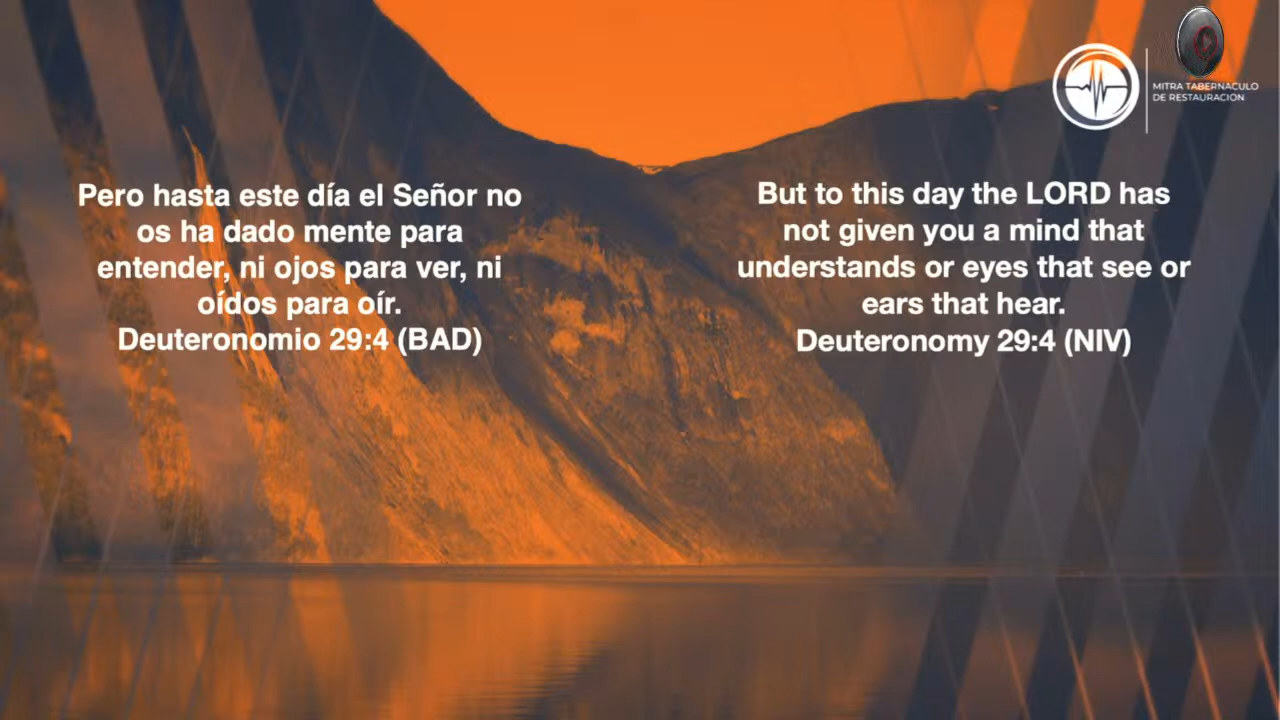 MITRA TABERNACULO
DE RESTAURACION
Pero hasta este día el Señor no
os ha dado mente para
entender, ni ojos para ver, ni
oídos para oír.
Deuteronomio 29:4 (BAD)
But to this day the LORD has
not given you a mind that
understands or eyes that see or
ears that hear.
Deuteronomy 29:4 (NIV)